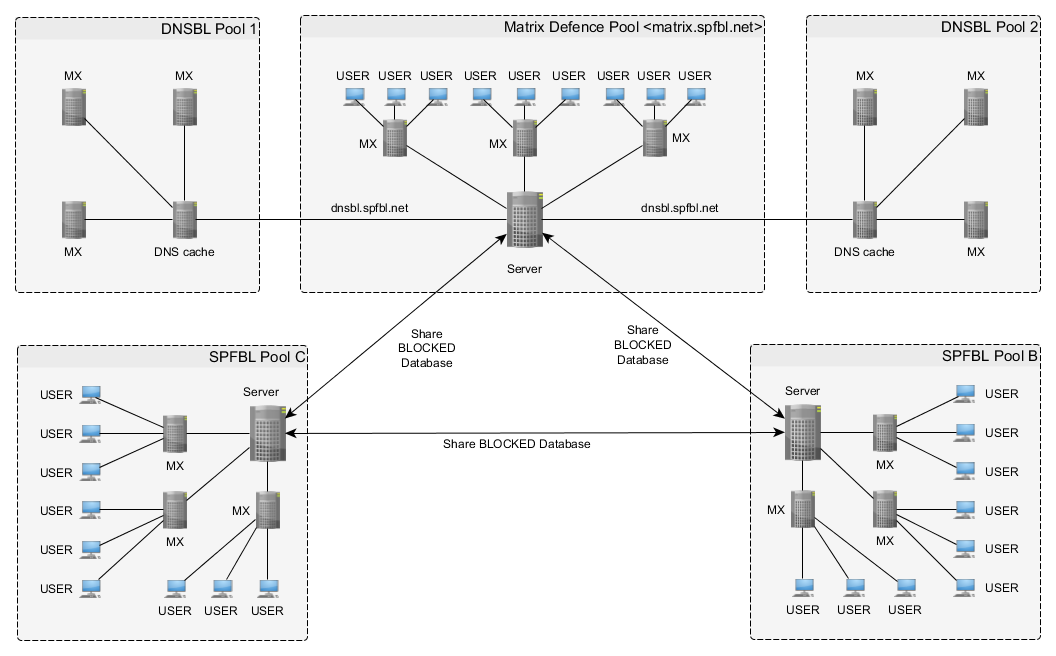 DNSBL Pool 1
MX
MX
MX
DNS cache
Matrix Defence Pool <matrix.spfbl.net>
USER
USER
USER
USER
USER
USER
USER
USER
USER
MX
MX
MX
dnsbl.spfbl.net
dnsbl.spfbl.net
Server
DNSBL Pool 2
MX
MX
DNS cache
MX
Share
BLOCKED
Database
Share
BLOCKED
Database
Share BLOCKED Database
SPFBL Pool C
Server
USER
USER
USER
MX
USER
MX
MX
USER
USER
USER
USER
USER
SPFBL Pool B
Server
USER
USER
MX
USER
MX
USER
MX
USER
USER
USER
USER
USER